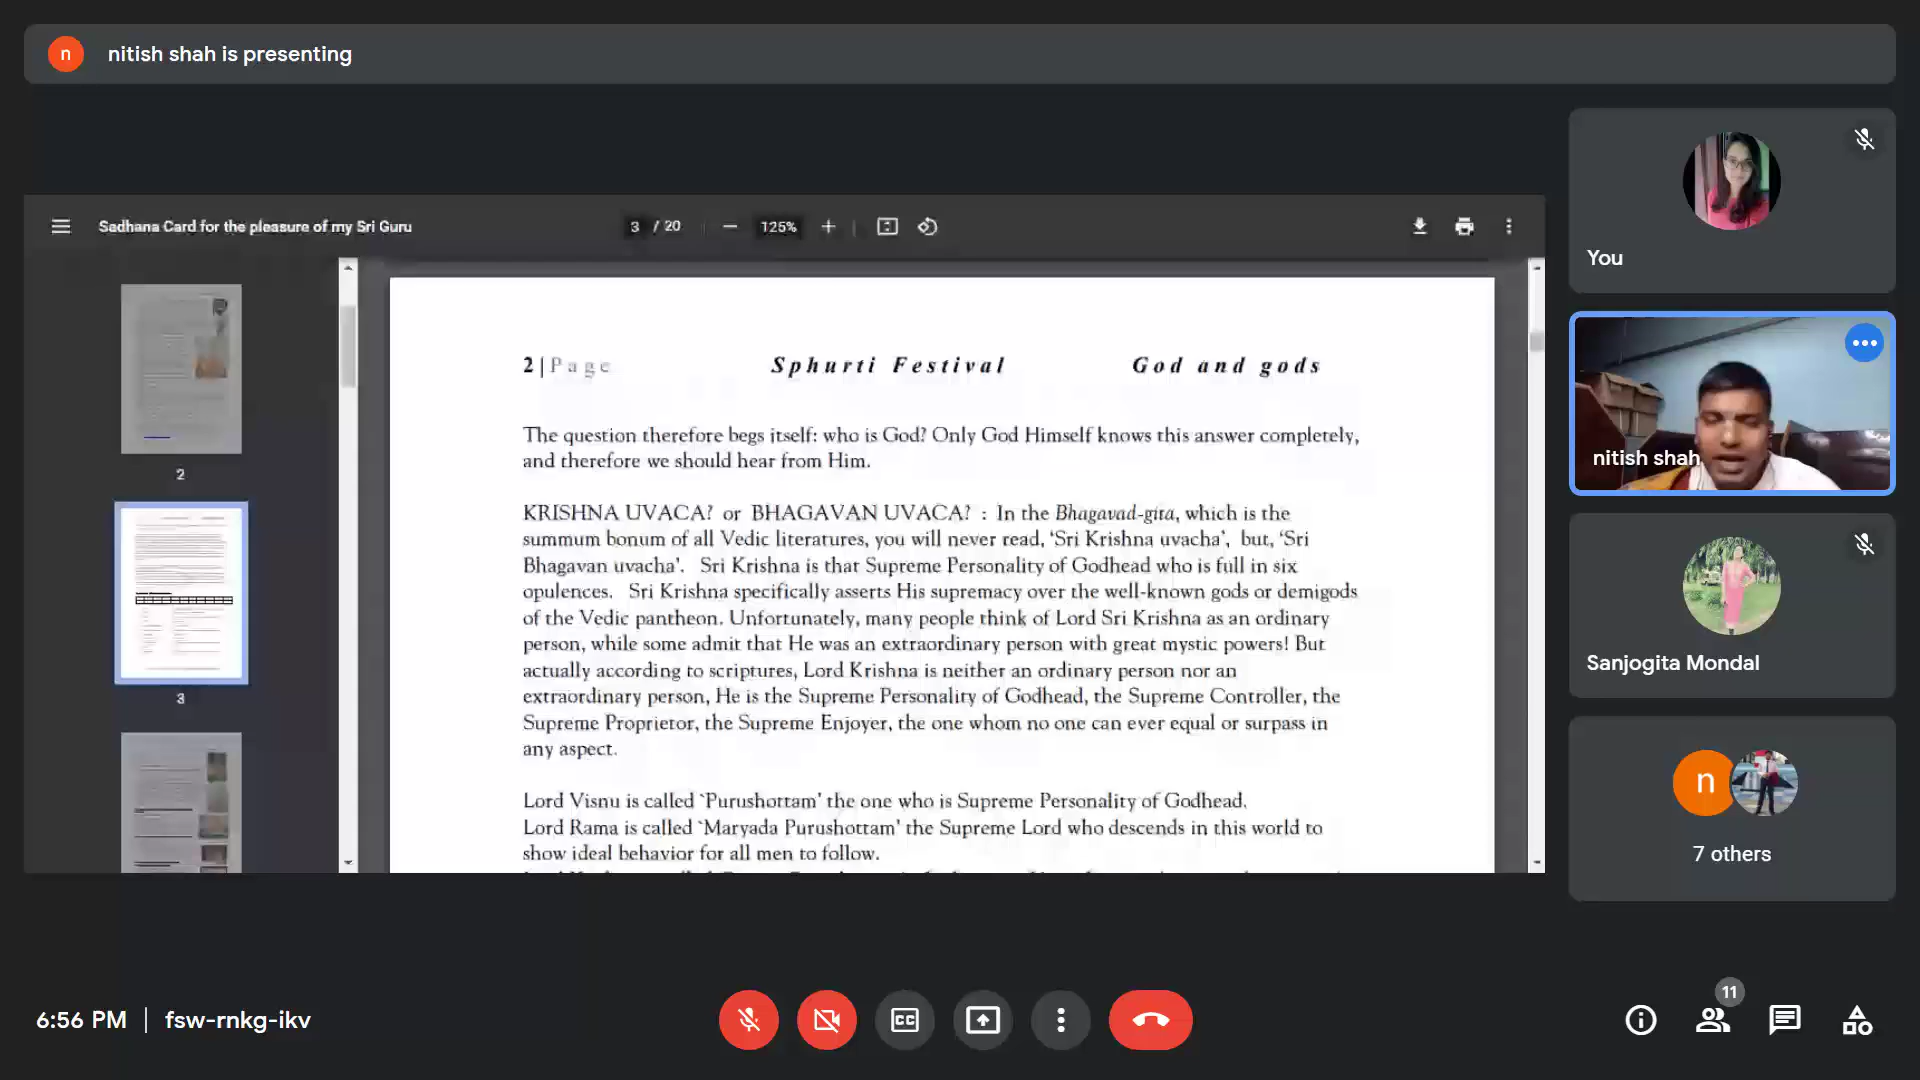 n nitish shah is presenting
Sadhana Card for the pleasure of my Sri Guru 3 / 20 125%
2
3
2|Page Sphurti Festival God and gods
The question therefore begs itself: who is God? Only God Himself knows this answer completely,
and therefore we should hear from Him.
KRISHNA UVACA? or BHAGAVAN UVACA? : In the Bhagavad-gita, which is the
summum bonum of all Vedic literatures, you will never read, ‘Sri Krishna uvacha’, but, ‘Sri
Bhagavan uvacha’. Sri Krishna is that Supreme Personality of Godhead who is full in six
opulences. Sri Krishna specifically asserts His supremacy over the well-known gods or demigods
of the Vedic pantheon. Unfortunately, many people think of Lord Sri Krishna as an ordinary
person, while some admit that He was an extraordinary person with great mystic powers! But
actually according to scriptures, Lord Krishna is neither an ordinary person nor an
extraordinary person, He is the Supreme Personality of Godhead, the Supreme Controller, the
Supreme Proprietor, the Supreme Enjoyer, the one whom no one can ever equal or surpass in
any aspect.
Lord Visnu is called `Purushottam’ the one who is Supreme Personality of Godhead.
Lord Rama is called `Maryada Purushottam’ the Supreme Lord who descends in this world to
show ideal behavior for all men to follow.
You
nitish shah
Sanjogita Mondal
n
7 others
6:56 PM | fsw-rnkg-ikv
CC
11